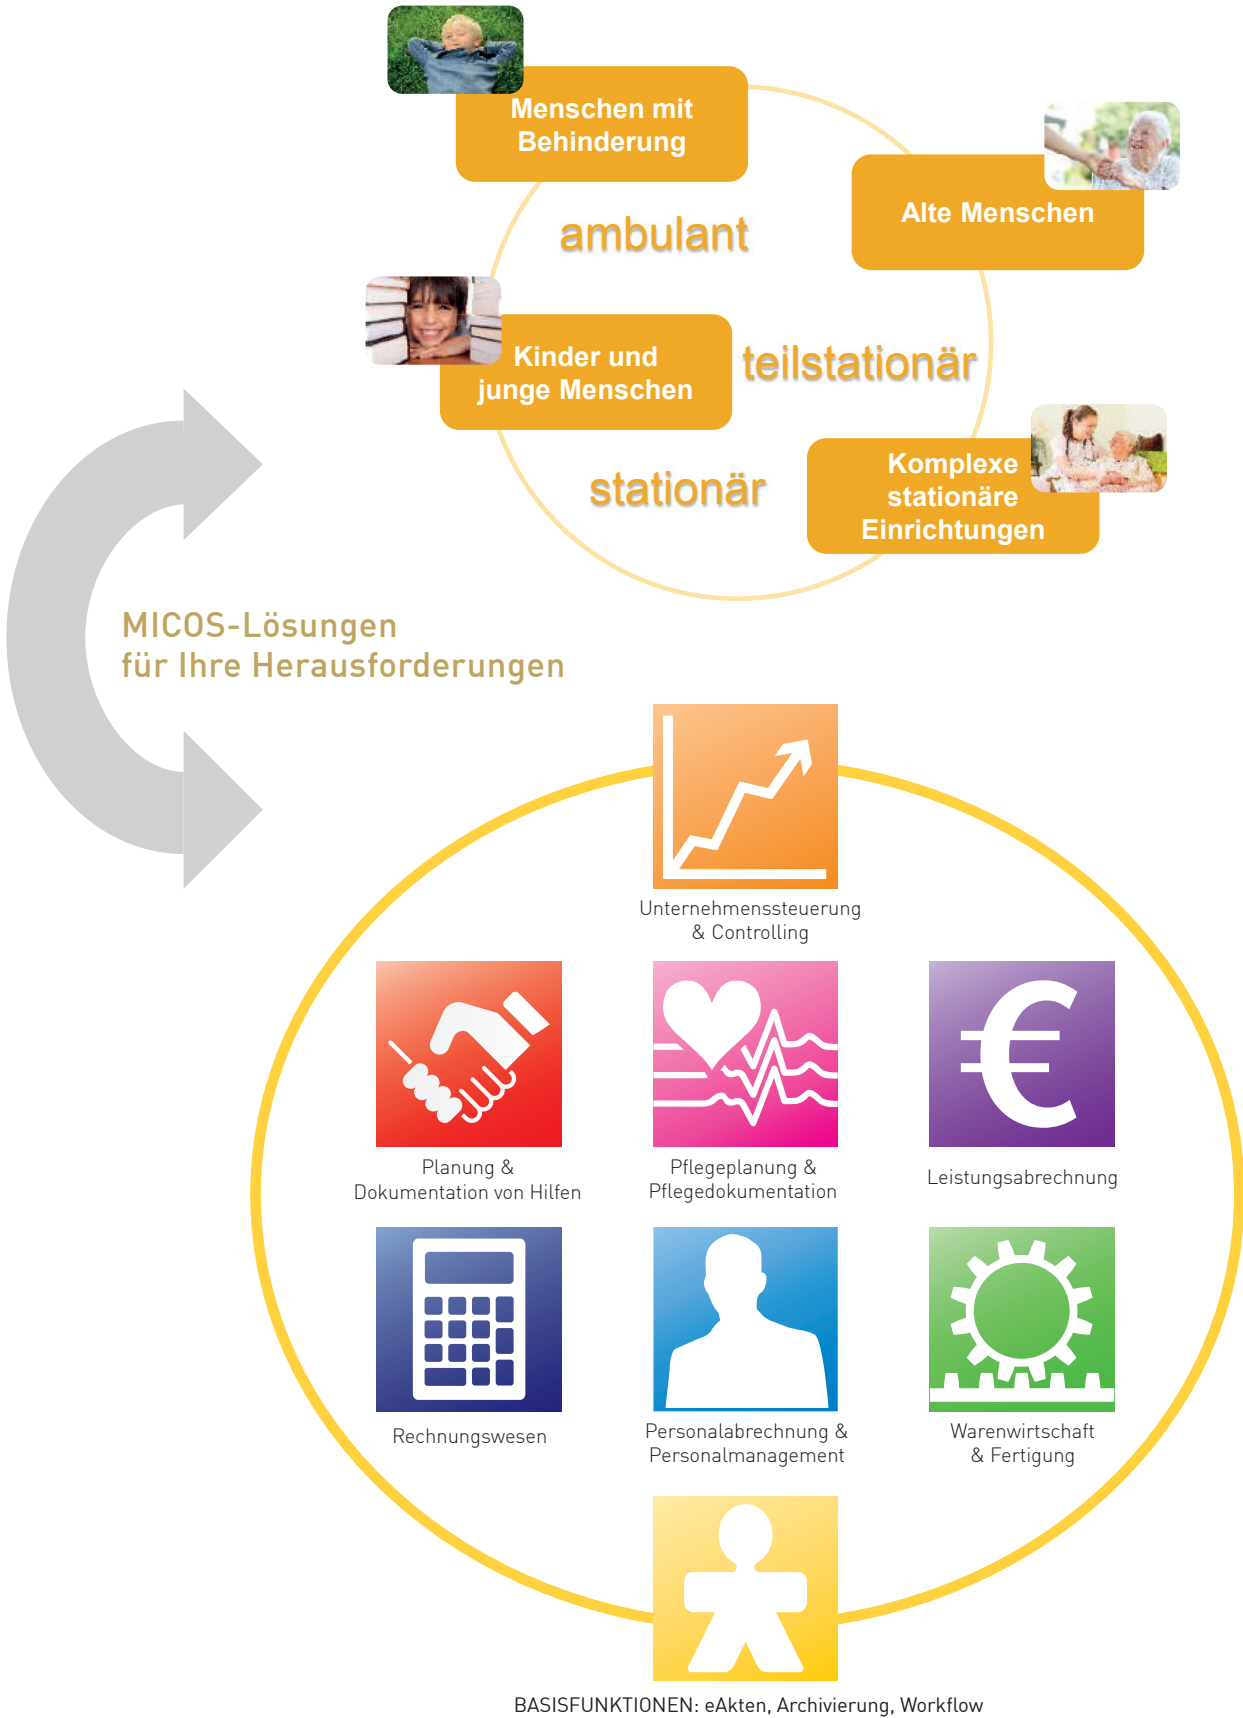 Menschen mit
Behinderung
Alte Menschen
ambulant
Kinder und
junge Menschen
teilstationär
stationär
Komplexe
stationäre
Einrichtungen
MICOS-Lösungen
für Ihre Herausforderungen
Unternehmenssteuerung
& Controlling
Planung &
Dokumentation von Hilfen
Pflegeplanung &
Pflegedokumentation
Leistungsabrechnung
Rechnungswesen
Personalabrechnung &
Personalmanagement
Warenwirtschaft
& Fertigung
BASISFUNKTIONEN: eAkten, Archivierung, Workflow